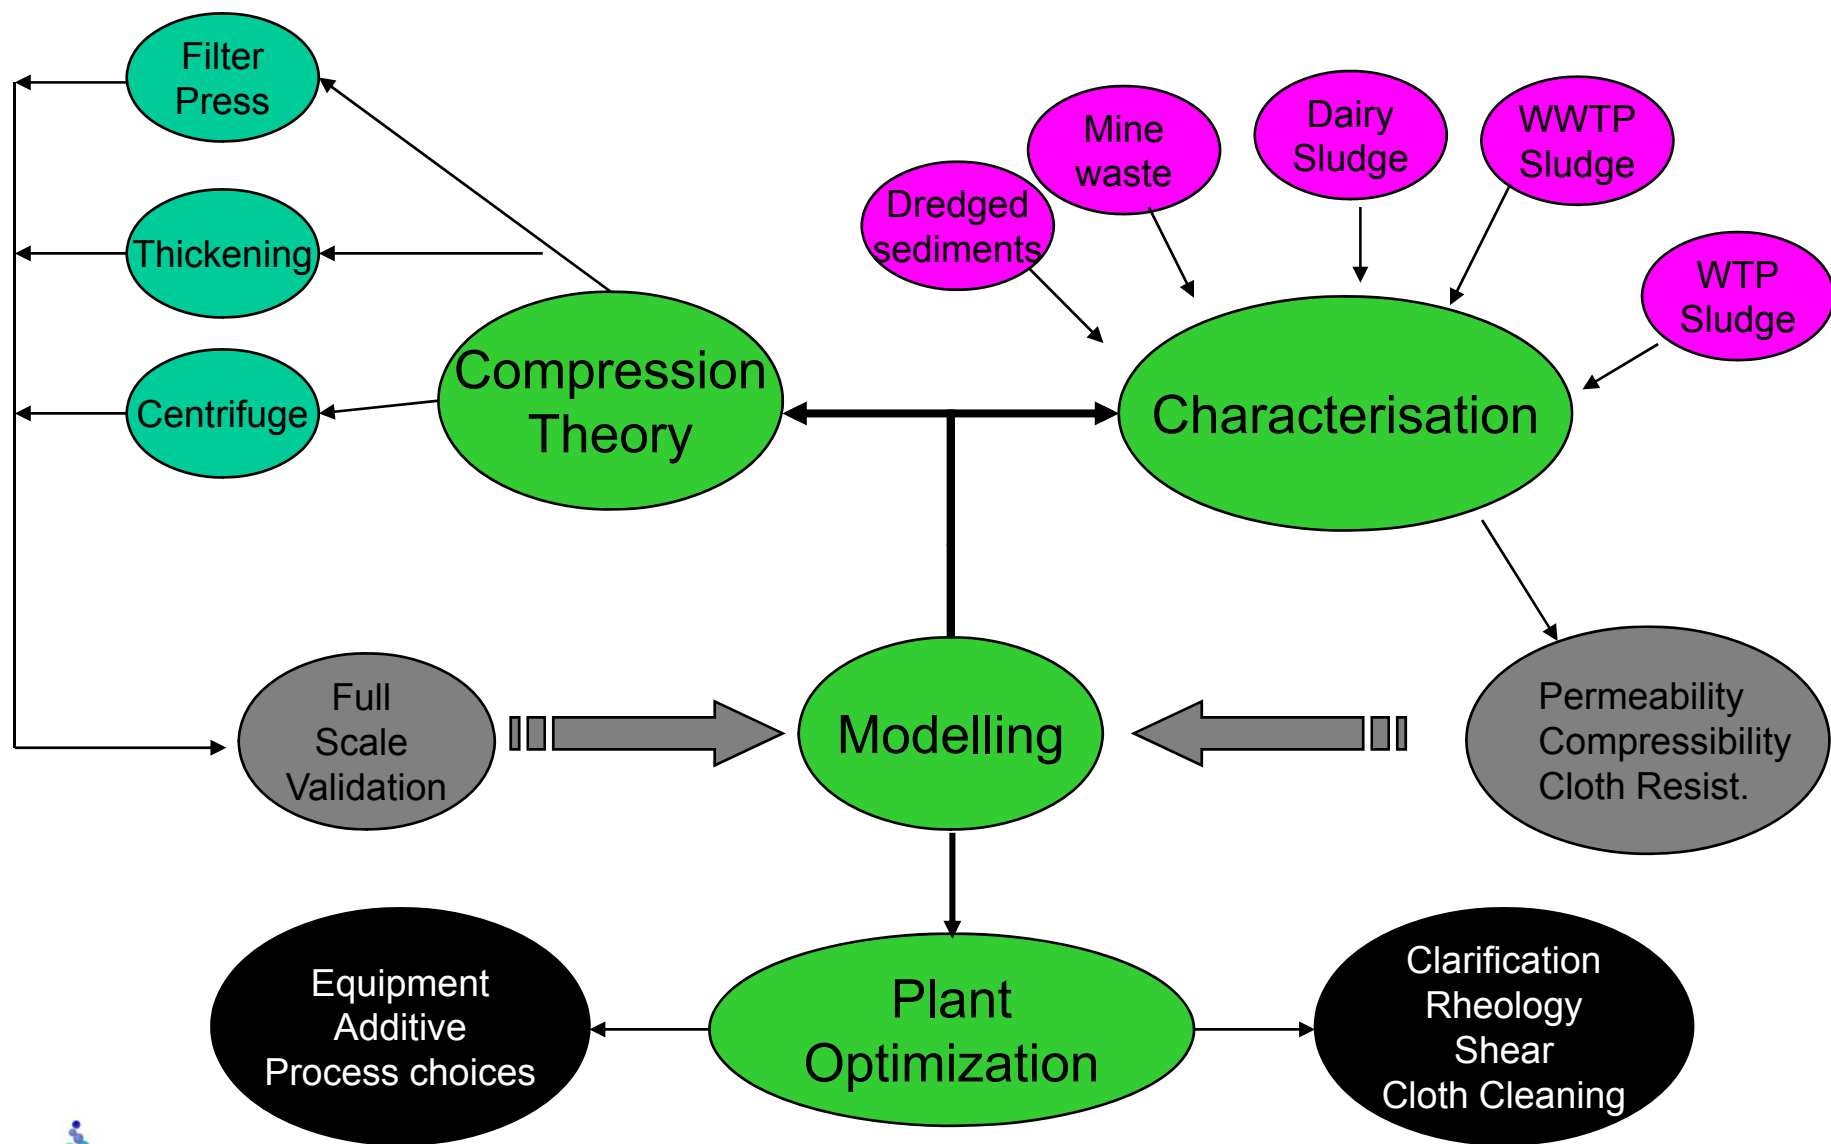 Filter
Press
Thickening
Centrifuge
Compression
Theory
Dredged
sediments
Mine
waste
Dairy
Sludge
WWTP
Sludge
WTP
Sludge
Characterisation
Full
Scale
Validation
Modelling
Permeability
Compressibility
Cloth Resist.
Equipment
Additive
Process choices
Plant
Optimization
Clarification
Rheology
Shear
Cloth Cleaning